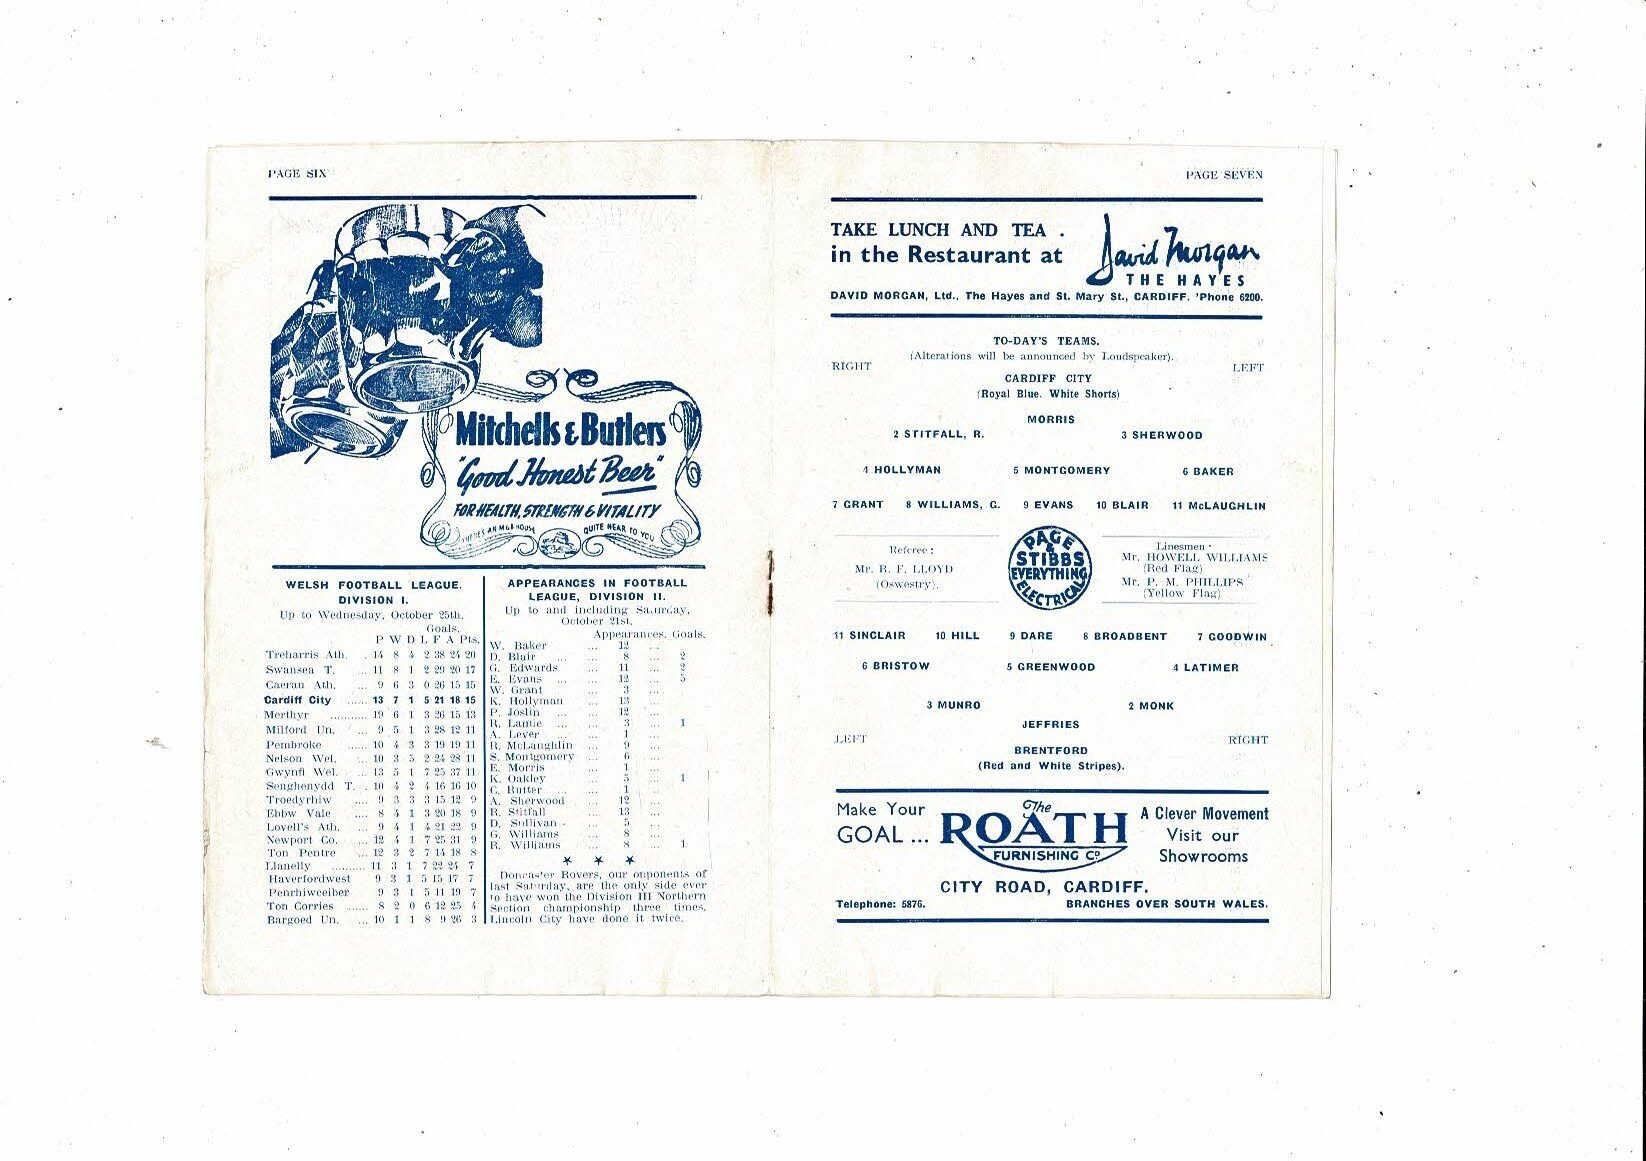 PAGE SIX
Mitchells & Butlers
"Good Honest Beer"
FOR HEALTH, STRENGTH & VITALITY
THERE'S AN M&B HOUSE QUITE NEAR TO YOU
WELSH FOOTBALL LEAGUE.
DIVISION I.
Up to Wednesday, October 25th.
Goals.
P W D L F A Pts.
Treharris Ath. . 14 8 4 2 38 24 20
Swansea T. ... 11 8 1 2 29 20 17
Caerau Ath. ... 9 6 3 0 26 15 15
Cardiff City ...... 13 7 1 5 21 18 15
Merthyr .......... 19 6 1 3 26 15 13
Milford Un. ... 9 5 1 3 28 12 11
Pembroke ...... 10 4 3 3 19 19 11
Nelson Wel. ... 10 3 5 2 24 28 11
Gwynfi Wel. ... 13 5 1 7 25 37 11
Senghenydd T. . 10 4 2 4 16 16 10
Troedyrhiw .... 9 3 3 3 15 12 9
Ebbw Vale .... 8 4 1 3 20 18 9
Lovell's Ath. ... 9 4 1 4 21 22 9
Newport Co. ... 12 4 1 7 25 31 9
Ton Pentre ... 12 3 2 7 14 18 8
Llanelly .......... 11 3 1 7 22 24 7
Haverfordwest 9 3 1 5 15 17 7
Penrhiwceiber 9 3 1 5 11 19 7
Ton Corries ...... 8 2 0 6 12 25 4
Bargoed Un. ... 10 1 1 8 9 26 3
APPEARANCES IN FOOTBALL
LEAGUE, DIVISION II.
Up to and including Saturday,
October 21st.
Appearances. Goals.
W. Baker ... 12 ...
D. Blair ... ... 8 ... 2
G. Edwards ... 11 ... 2
E. Evans ... ... 12 ... 5
W. Grant ... 3 ...
K. Hollyman ... 13 ...
P. Joslin ... ... 12 ...
R. Lamie ... ... 3 ... 1
A. Lever ... ... 1 ...
R. McLaughlin ... 9 ...
S. Montgomery ... 6 ...
E. Morris ... 1 ...
K. Oakley ... 5 ... 1
C. Rutter ... ... 1 ...
A. Sherwood ... 12 ...
R. Stitfall ... 13 ...
D. Sullivan - ... 5 ...
G. Williams ... 8 ...
R. Williams ... 8 ... 1
Doncaster Rovers, our opponents of
last Saturday, are the only side ever
to have won the Division III Northern
Section championship three times.
Lincoln City have done it twice.
PAGE SEVEN
TAKE LUNCH AND TEA .
in the Restaurant at
David Morgan
THE HAYES
DAVID MORGAN, Ltd., The Hayes and St. Mary St., CARDIFF. 'Phone 6200.
TO-DAY'S TEAMS.
(Alterations will be announced by Loudspeaker).
RIGHT LEFT
CARDIFF CITY
(Royal Blue. White Shorts)
MORRIS
2 STITFALL, R. 3 SHERWOOD
4 HOLLYMAN 5 MONTGOMERY 6 BAKER
7 GRANT 8 WILLIAMS, G. 9 EVANS 10 BLAIR 11 McLAUGHLIN
Referee :
Mr. R. F. LLOYD
(Oswestry).
PAGE & STIBBS
EVERYTHING
ELECTRICAL
Linesmen :
Mr. HOWELL WILLIAMS
(Red Flag)
Mr. P. M. PHILLIPS
(Yellow Flag)
11 SINCLAIR 10 HILL 9 DARE 8 BROADBENT 7 GOODWIN
6 BRISTOW 5 GREENWOOD 4 LATIMER
3 MUNRO 2 MONK
JEFFRIES
LEFT RIGHT
BRENTFORD
(Red and White Stripes).
Make Your
GOAL ...
The
ROATH
FURNISHING CO.
A Clever Movement
Visit our
Showrooms
CITY ROAD, CARDIFF.
Telephone: 5876. BRANCHES OVER SOUTH WALES.